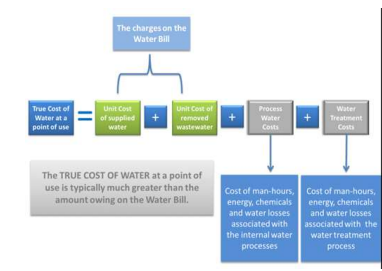 The charges on the
Water Bill
True Cost of
Water at a
point of use
=
Unit Cost
of supplied
water
+
Unit Cost of
removed
wastewater
+
Process
Water
Costs
+
Water
Treatment
Costs
The TRUE COST OF WATER at a point of
use is typically much greater than the
amount owing on the Water Bill.
Cost of man-hours,
energy, chemicals
and water losses
associated with
the internal water
processes
Cost of man-hours,
energy, chemicals
and water losses
associated with the
water treatment
process